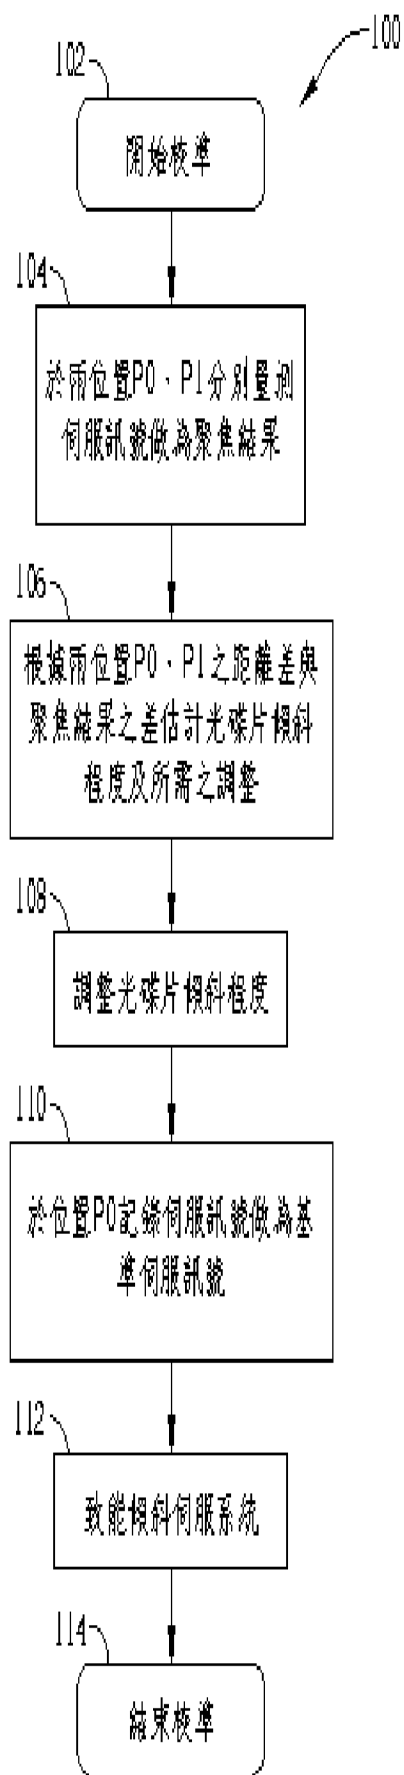 100
102
開始校準
104
於兩位置P0、P1分別量測
伺服訊號做為聚焦結果
106
根據兩位置P0、P1之距離差與
聚焦結果之差估計光碟片傾斜
程度及所需之調整
108
調整光碟片傾斜程度
110
於位置P0記錄伺服訊號做為基
準伺服訊號
112
致能傾斜伺服系統
114
結束校準